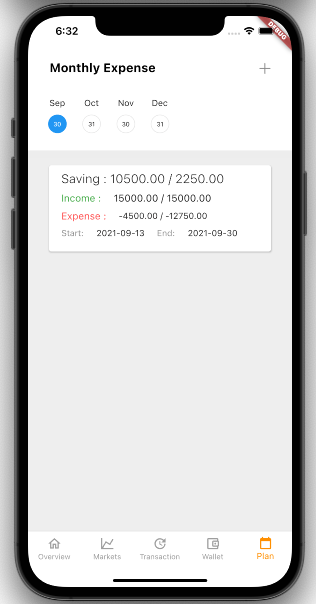 6:32
DEBUG
Monthly Expense
Sep Oct Nov Dec
30 31 30 31
Saving : 10500.00 / 2250.00
Income : 15000.00 / 15000.00
Expense : -4500.00 / -12750.00
Start: 2021-09-13 End: 2021-09-30
Overview Markets Transaction Wallet Plan